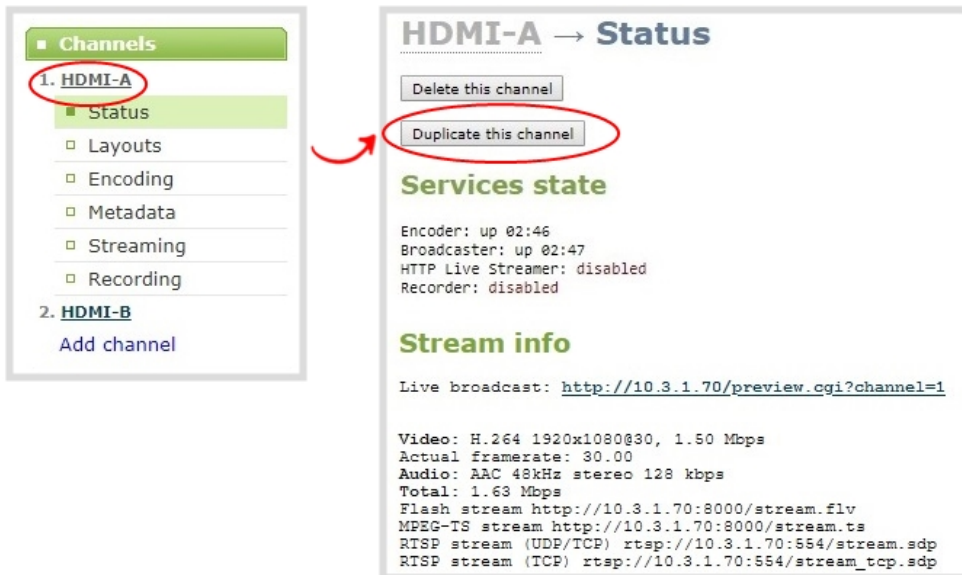 Channels
1. HDMI-A
Status
Layouts
Encoding
Metadata
Streaming
Recording
2. HDMI-B
Add channel
HDMI-A → Status
Delete this channel
Duplicate this channel
Services state
Encoder: up 02:46
Broadcaster: up 02:47
HTTP Live Streamer: disabled
Recorder: disabled
Stream info
Live broadcast: http://10.3.1.70/preview.cgi?channel=1
Video: H.264 1920x1080@30, 1.50 Mbps
Actual framerate: 30.00
Audio: AAC 48kHz stereo 128 kbps
Total: 1.63 Mbps
Flash stream http://10.3.1.70:8000/stream.flv
MPEG-TS stream http://10.3.1.70:8000/stream.ts
RTSP stream (UDP/TCP) rtsp://10.3.1.70:554/stream.sdp
RTSP stream (TCP) rtsp://10.3.1.70:554/stream_tcp.sdp